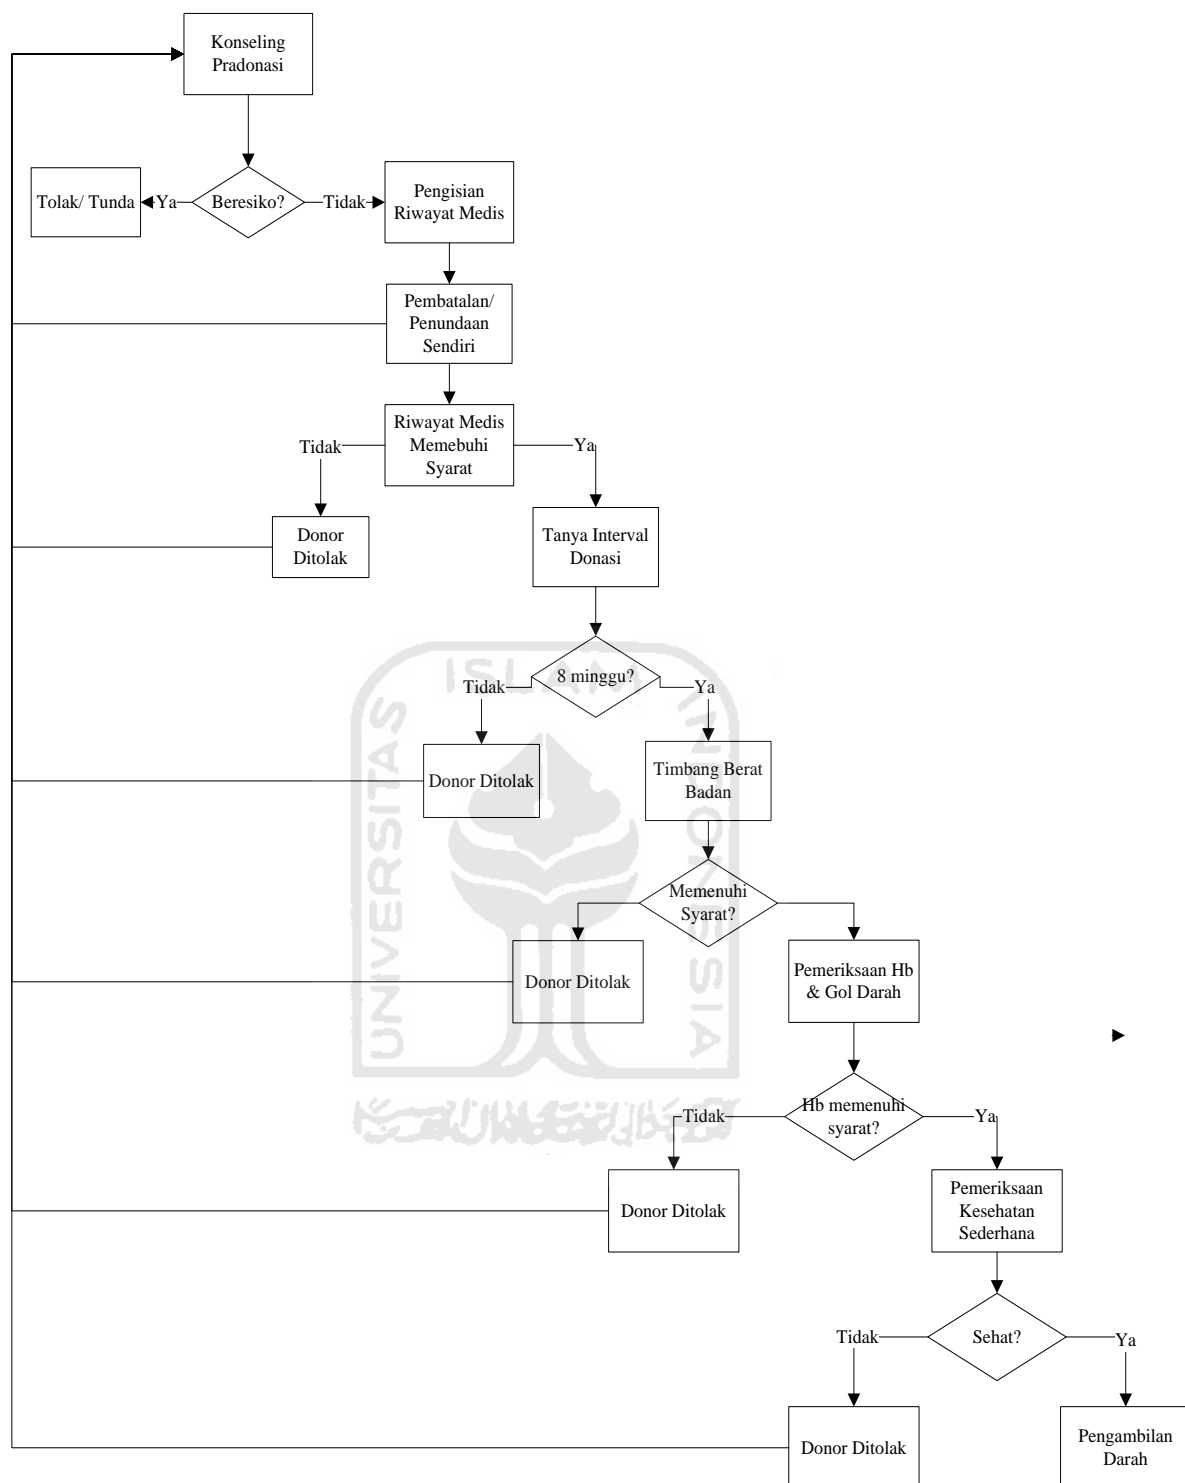 Konseling
Pradonasi
Tolak/ Tunda
Ya
Beresiko?
Tidak
Pengisian
Riwayat Medis
Pembatalan/
Penundaan
Sendiri
Riwayat Medis
Memebuhi
Syarat
Tidak
Ya
Donor
Ditolak
Tanya Interval
Donasi
8 minggu?
Tidak
Ya
Donor Ditolak
Timbang Berat
Badan
Memenuhi
Syarat?
Donor Ditolak
Pemeriksaan Hb
& Gol Darah
Hb memenuhi
syarat?
Tidak
Ya
Donor Ditolak
Pemeriksaan
Kesehatan
Sederhana
Sehat?
Tidak
Ya
Donor Ditolak
Pengambilan
Darah
UNIVERSITAS
ISLAM
INDONESIA